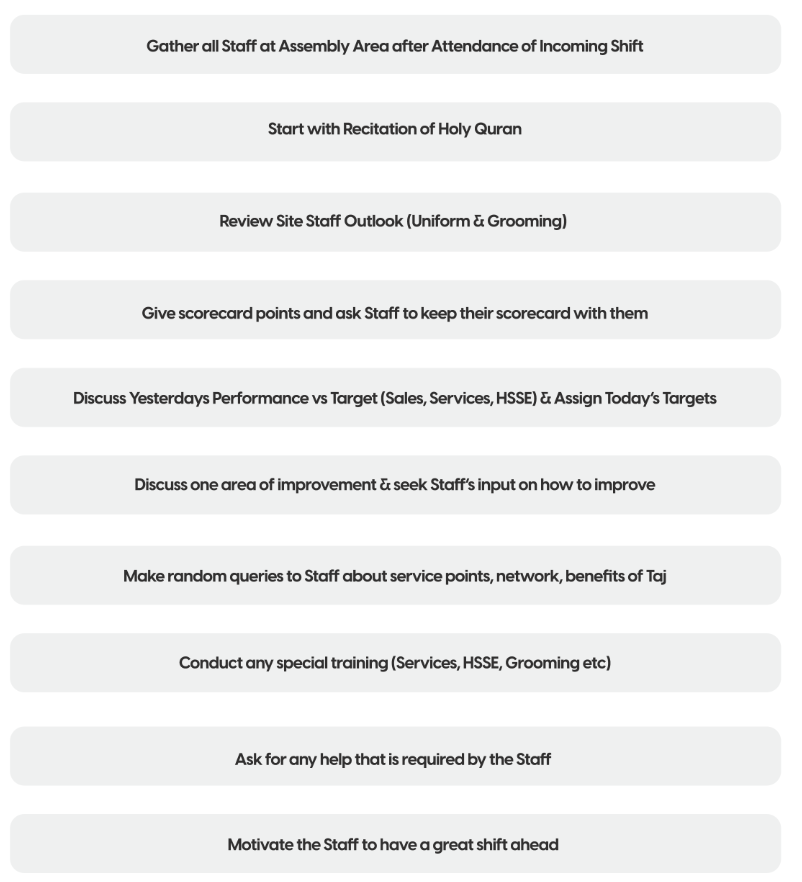 Gather all Staff at Assembly Area after Attendance of Incoming Shift
Start with Recitation of Holy Quran
Review Site Staff Outlook (Uniform & Grooming)
Give scorecard points and ask Staff to keep their scorecard with them
Discuss Yesterdays Performance vs Target (Sales, Services, HSSE) & Assign Today's Targets
Discuss one area of improvement & seek Staff's input on how to improve
Make random queries to Staff about service points, network, benefits of Taj
Conduct any special training (Services, HSSE, Grooming etc)
Ask for any help that is required by the Staff
Motivate the Staff to have a great shift ahead